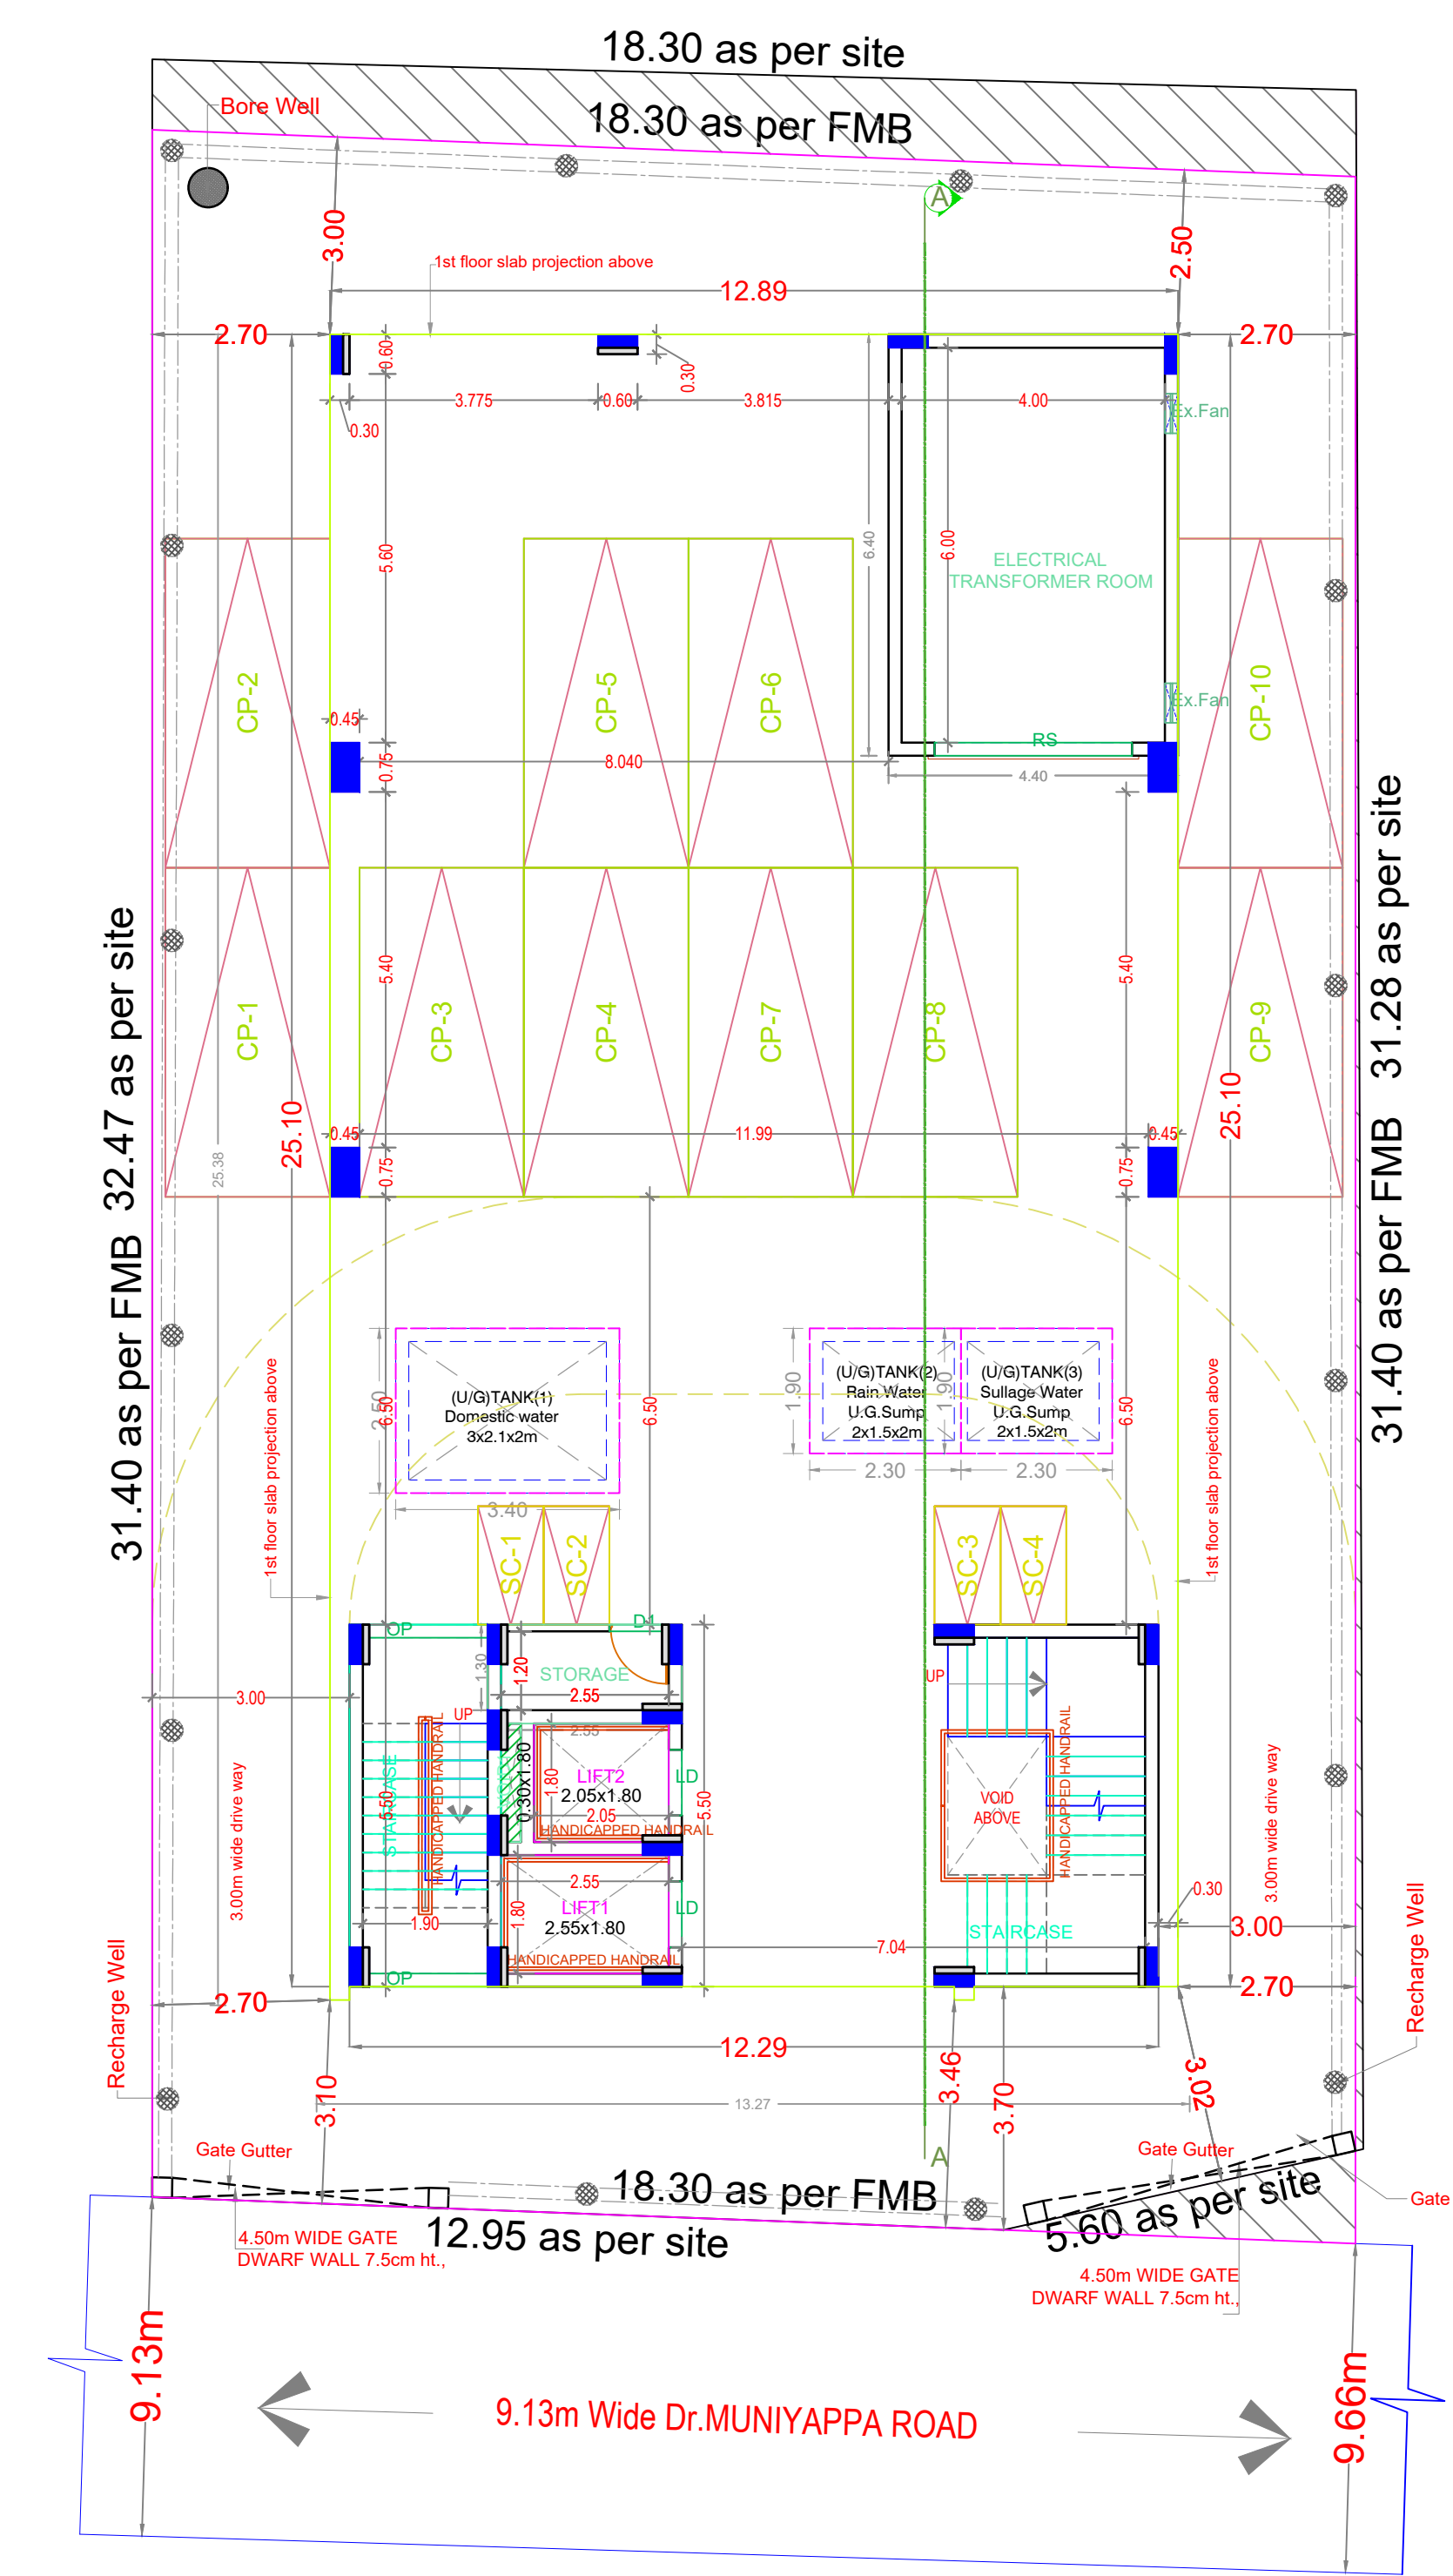 18.30 as per site
18.30 as per FMB
Bore Well
A
3.00
2.50
1st floor slab projection above
12.89
2.70
2.70
0.60
0.30
3.775
0.60
3.815
4.00
0.30
Ex.Fan
5.60
6.40
6.00
ELECTRICAL
TRANSFORMER ROOM
CP-2
CP-5
CP-6
CP-10
Ex.Fan
0.45
RS
0.75
8.040
4.40
31.40 as per FMB 32.47 as per site
31.40 as per FMB 31.28 as per site
5.40
5.40
CP-1
CP-3
CP-4
CP-7
CP-8
CP-9
25.10
25.38
25.10
0.45
11.99
0.45
0.75
0.75
1st floor slab projection above
1st floor slab projection above
2.50
6.50
(U/G)TANK(1)
Domestic water
3x2.1x2m
3.40
6.50
1.90
(U/G)TANK(2)
Rain Water
U.G.Sump
2x1.5x2m
1.90
(U/G)TANK(3)
Sullage Water
U.G.Sump
2x1.5x2m
6.50
2.30
2.30
SC-1
SC-2
SC-3
SC-4
OP
D1
1.30
1.20
STORAGE
2.55
UP
UP
3.00
2.55
STAIRCASE
5.50
HANDICAPPED HANDRAIL
0.30x1.80
1.80
LIFT2
2.05x1.80
2.05
HANDICAPPED HANDRAIL
LD
5.50
VOID
ABOVE
HANDICAPPED HANDRAIL
3.00m wide drive way
3.00m wide drive way
2.55
1.80
LIFT1
2.55x1.80
LD
HANDICAPPED HANDRAIL
1.90
0.30
3.00
STAIRCASE
7.04
OP
2.70
2.70
Recharge Well
Recharge Well
12.29
3.10
3.46
3.70
3.02
13.27
Gate Gutter
Gate Gutter
A
18.30 as per FMB
Gate
12.95 as per site
5.60 as per site
4.50m WIDE GATE
DWARF WALL 7.5cm ht.,
4.50m WIDE GATE
DWARF WALL 7.5cm ht.,
9.13m
9.66m
9.13m Wide Dr.MUNIYAPPA ROAD